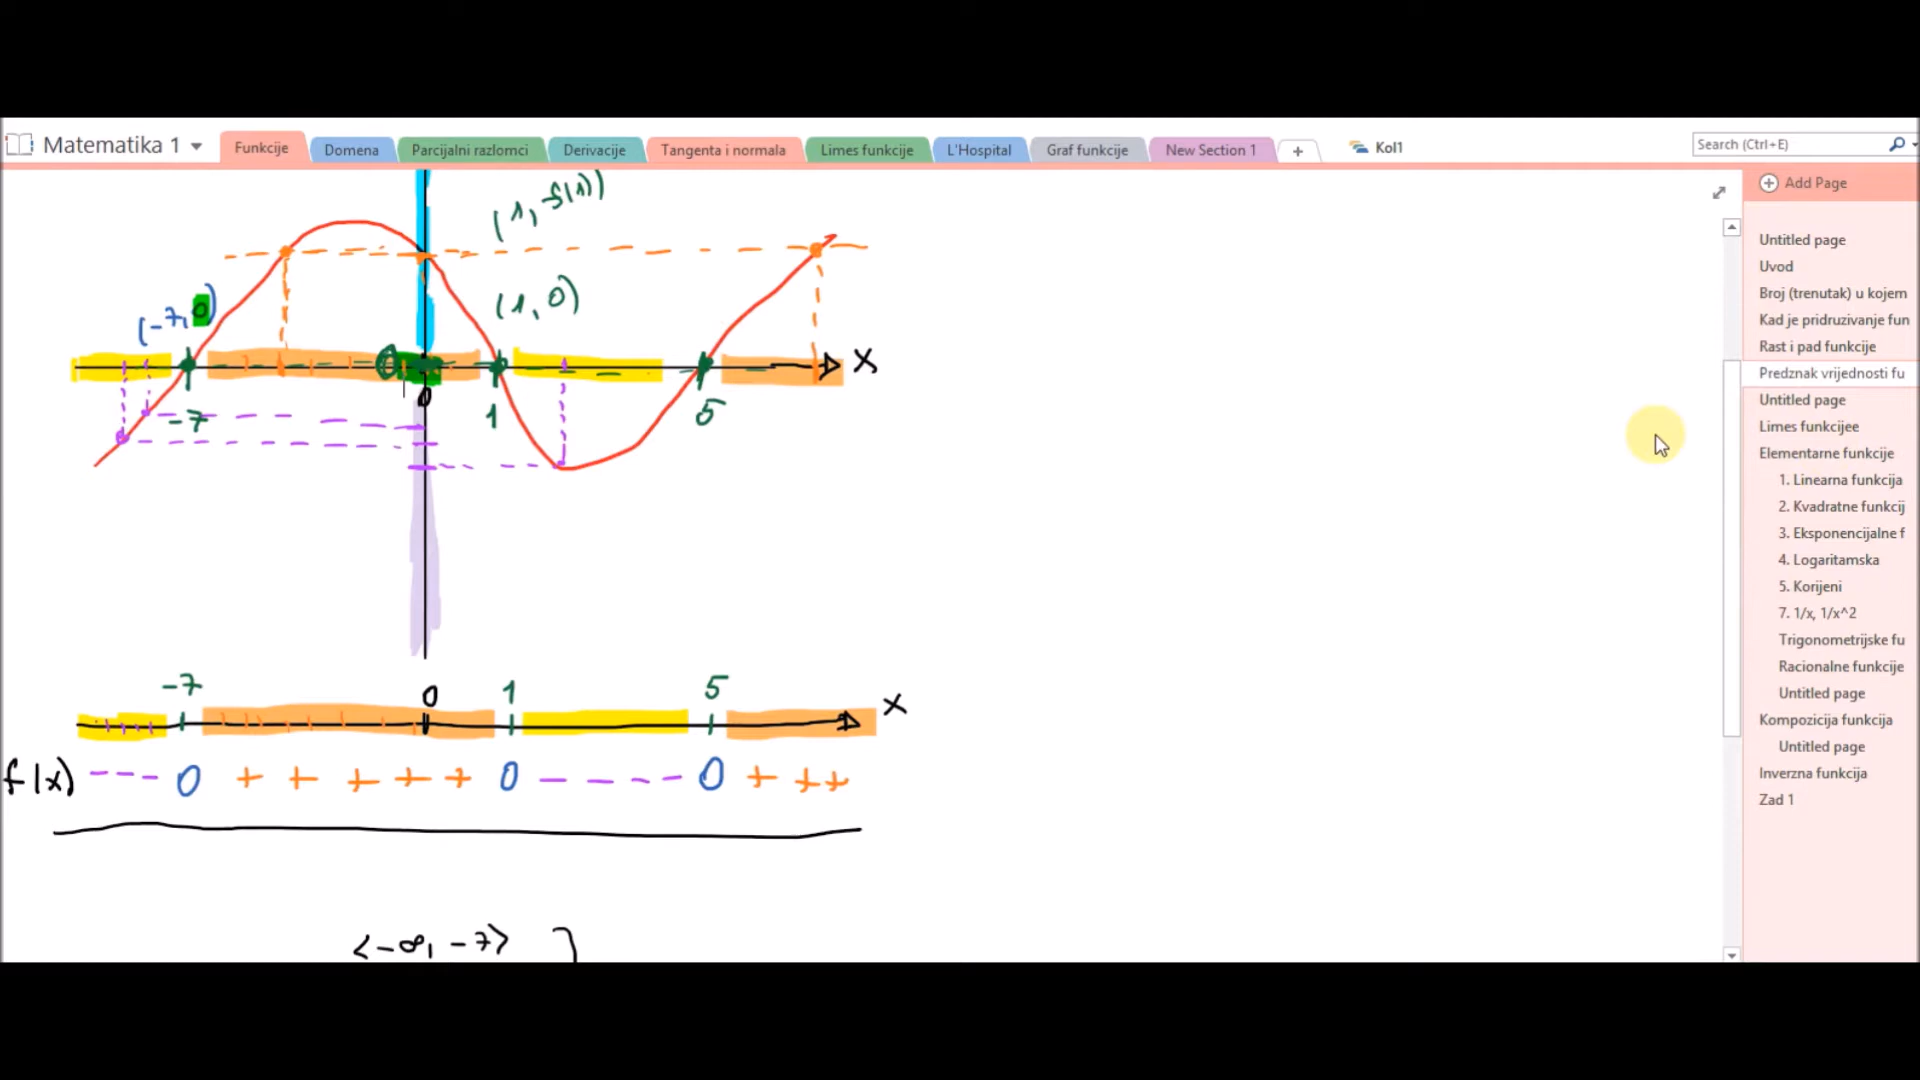 Matematika 1
Funkcije
Domena
Parcijalni razlomci
Derivacije
Tangenta i normala
Limes funkcije
L'Hospital
Graf funkcije
New Section 1
+
Kol1
Search (Ctrl+E)
Add Page
Untitled page
Uvod
Broj (trenutak) u kojem
Kad je pridruzivanje fun
Rast i pad funkcije
Predznak vrijednosti fu
Untitled page
Limes funkcijee
Elementarne funkcije
1. Linearna funkcija
2. Kvadratne funkcij
3. Eksponencijalne f
4. Logaritamska
5. Korijeni
7. 1/x, 1/x^2
Trigonometrijske fu
Racionalne funkcije
Untitled page
Kompozicija funkcija
Untitled page
Inverzna funkcija
Zad 1
(1, f(1))
(-7, 0)
(1, 0)
x
-7 0 1 5
-7 0 1 5 x
f(x) - - - 0 + + + + + 0 - - - - 0 + + +
<-∞, -7>